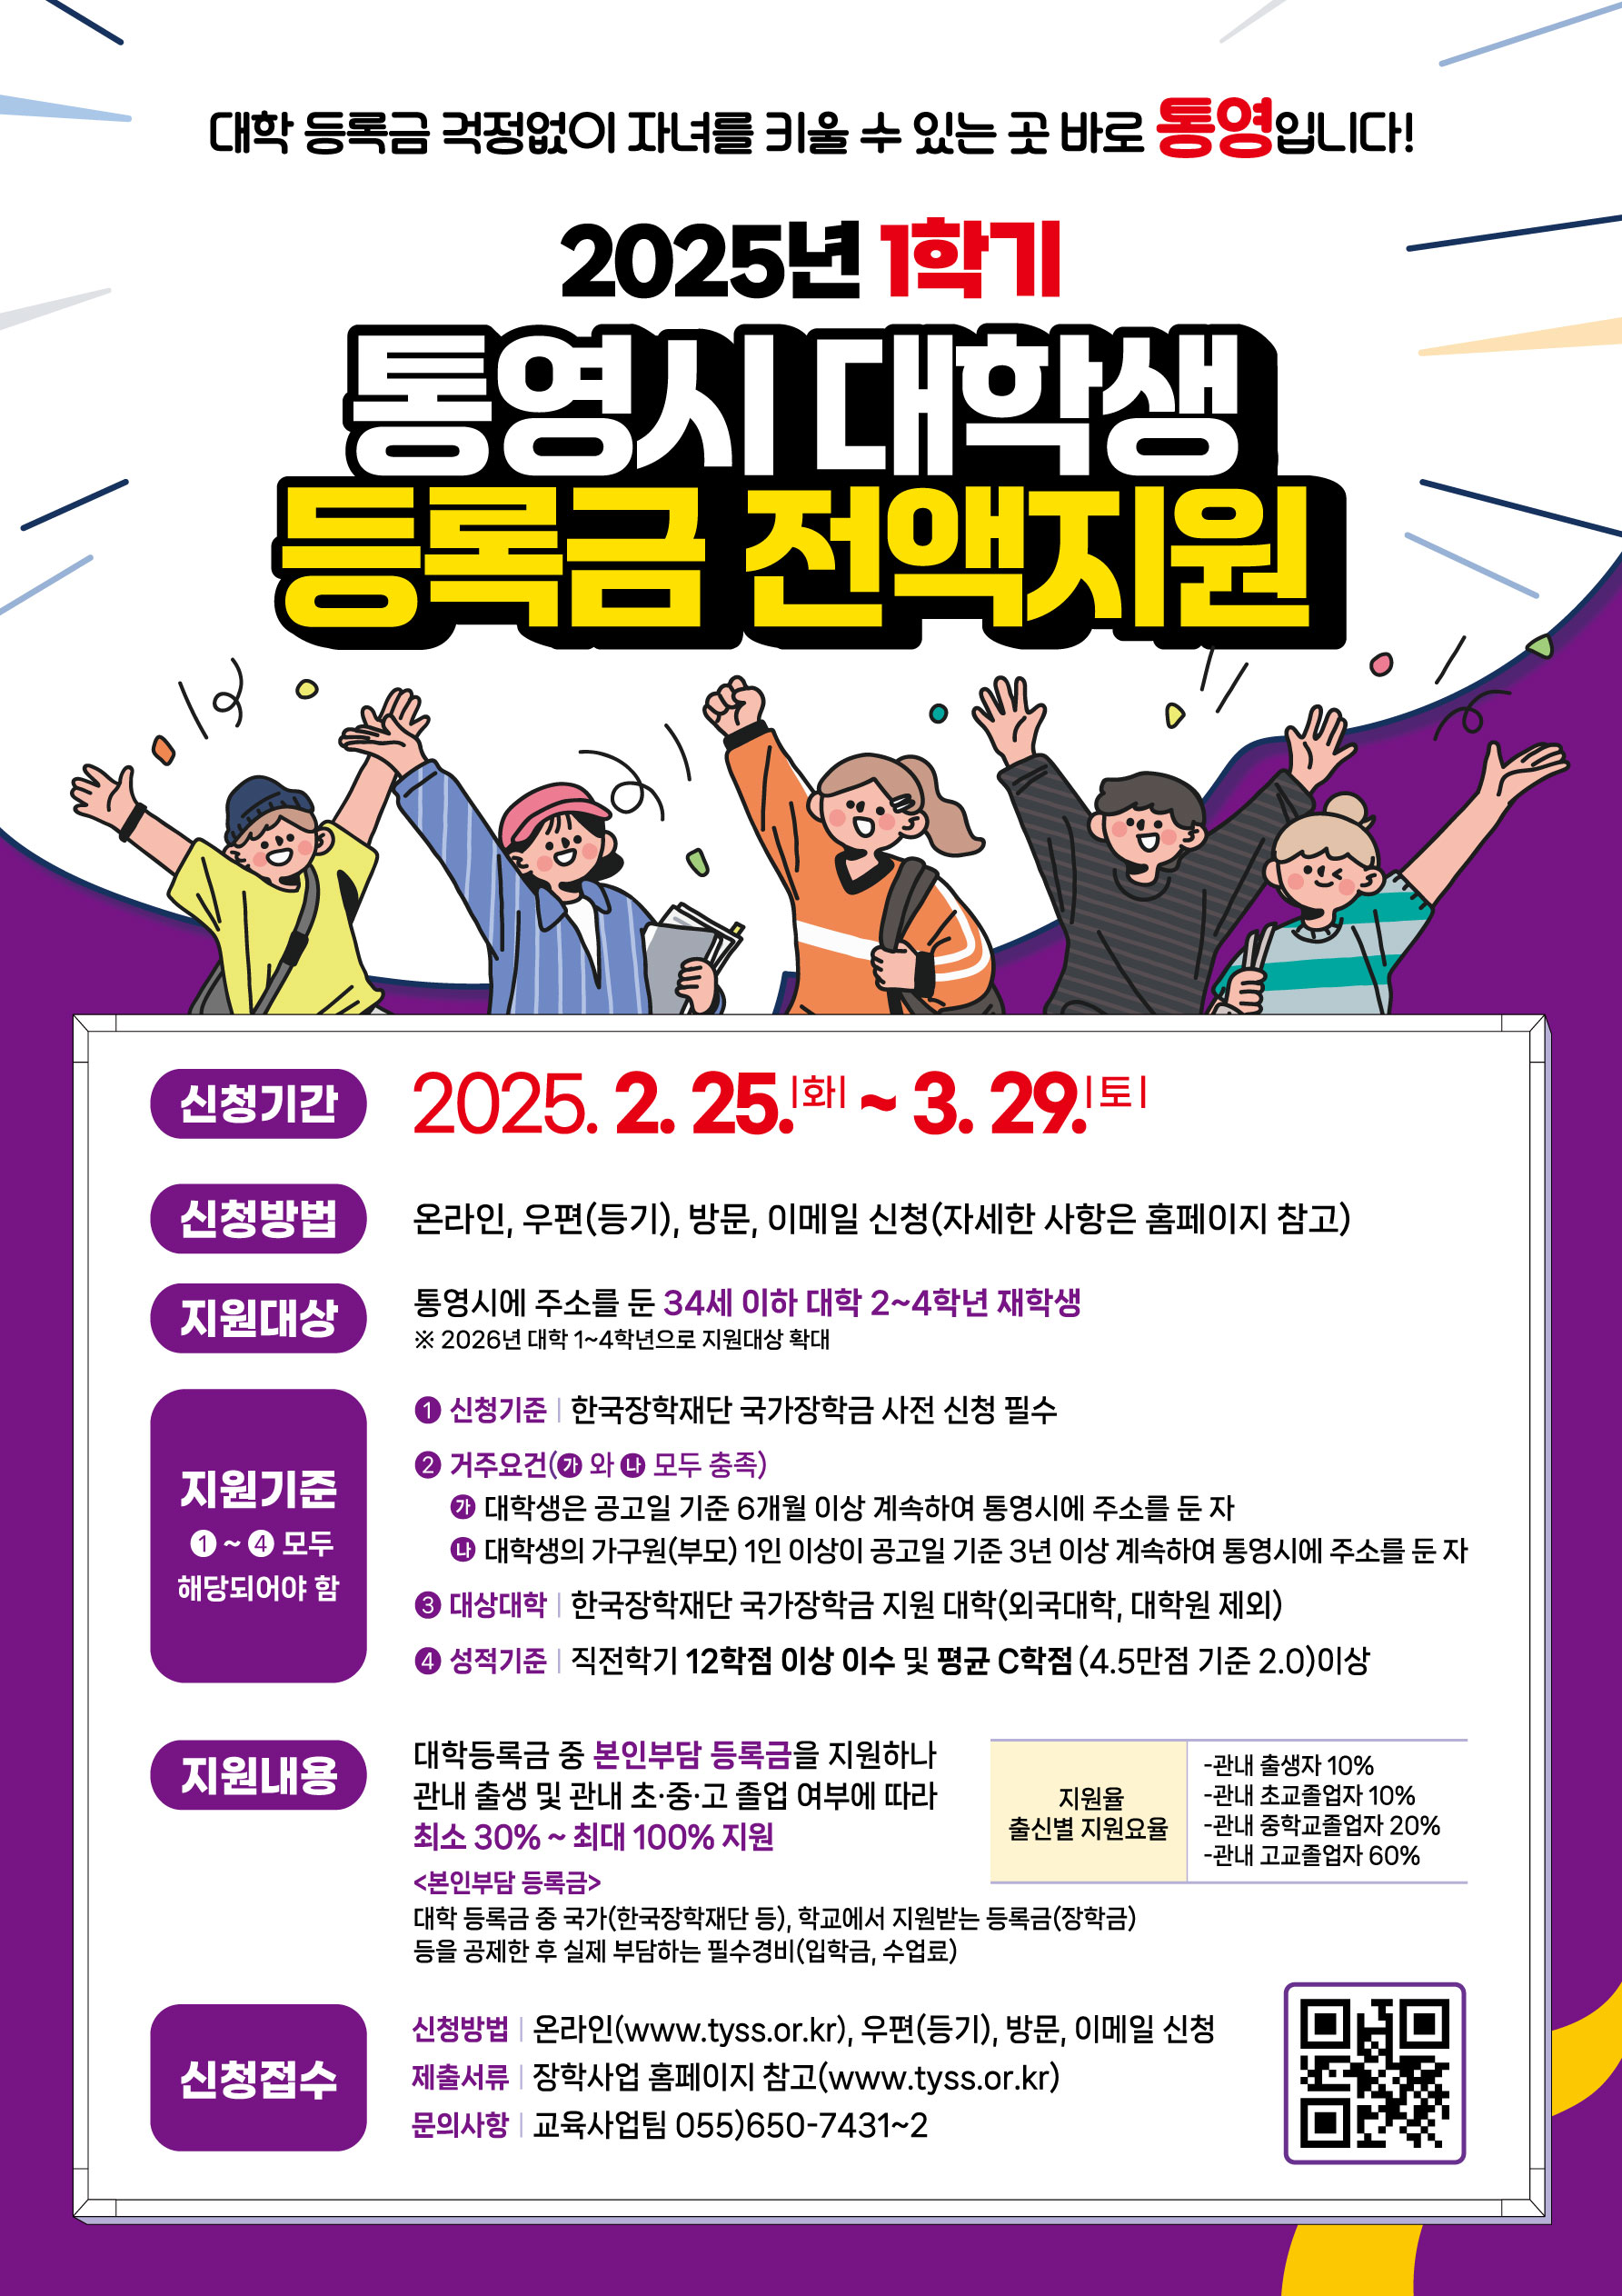 대학 등록금 걱정없이 자녀를 키울 수 있는 곳 바로 통영입니다!
2025년 1학기
통영시 대학생
등록금 전액지원
신청기간
2025. 2. 25.|화| ~ 3. 29.|토|
신청방법
온라인, 우편(등기), 방문, 이메일 신청(자세한 사항은 홈페이지 참고)
지원대상
통영시에 주소를 둔 34세 이하 대학 2~4학년 재학생
※ 2026년 대학 1~4학년으로 지원대상 확대
지원기준
❶ ~ ❹ 모두
해당되어야 함
❶ 신청기준 | 한국장학재단 국가장학금 사전 신청 필수
❷ 거주요건(㉮ 와 ㉯ 모두 충족)
㉮ 대학생은 공고일 기준 6개월 이상 계속하여 통영시에 주소를 둔 자
㉯ 대학생의 가구원(부모) 1인 이상이 공고일 기준 3년 이상 계속하여 통영시에 주소를 둔 자
❸ 대상대학 | 한국장학재단 국가장학금 지원 대학(외국대학, 대학원 제외)
❹ 성적기준 | 직전학기 12학점 이상 이수 및 평균 C학점 (4.5만점 기준 2.0)이상
지원내용
대학등록금 중 본인부담 등록금을 지원하나
관내 출생 및 관내 초·중·고 졸업 여부에 따라
최소 30% ~ 최대 100% 지원
<본인부담 등록금>
대학 등록금 중 국가(한국장학재단 등), 학교에서 지원받는 등록금(장학금)
등을 공제한 후 실제 부담하는 필수경비(입학금, 수업료)
지원율
출신별 지원요율
-관내 출생자 10%
-관내 초교졸업자 10%
-관내 중학교졸업자 20%
-관내 고교졸업자 60%
신청접수
신청방법 | 온라인(www.tyss.or.kr), 우편(등기), 방문, 이메일 신청
제출서류 | 장학사업 홈페이지 참고(www.tyss.or.kr)
문의사항 | 교육사업팀 055)650-7431~2